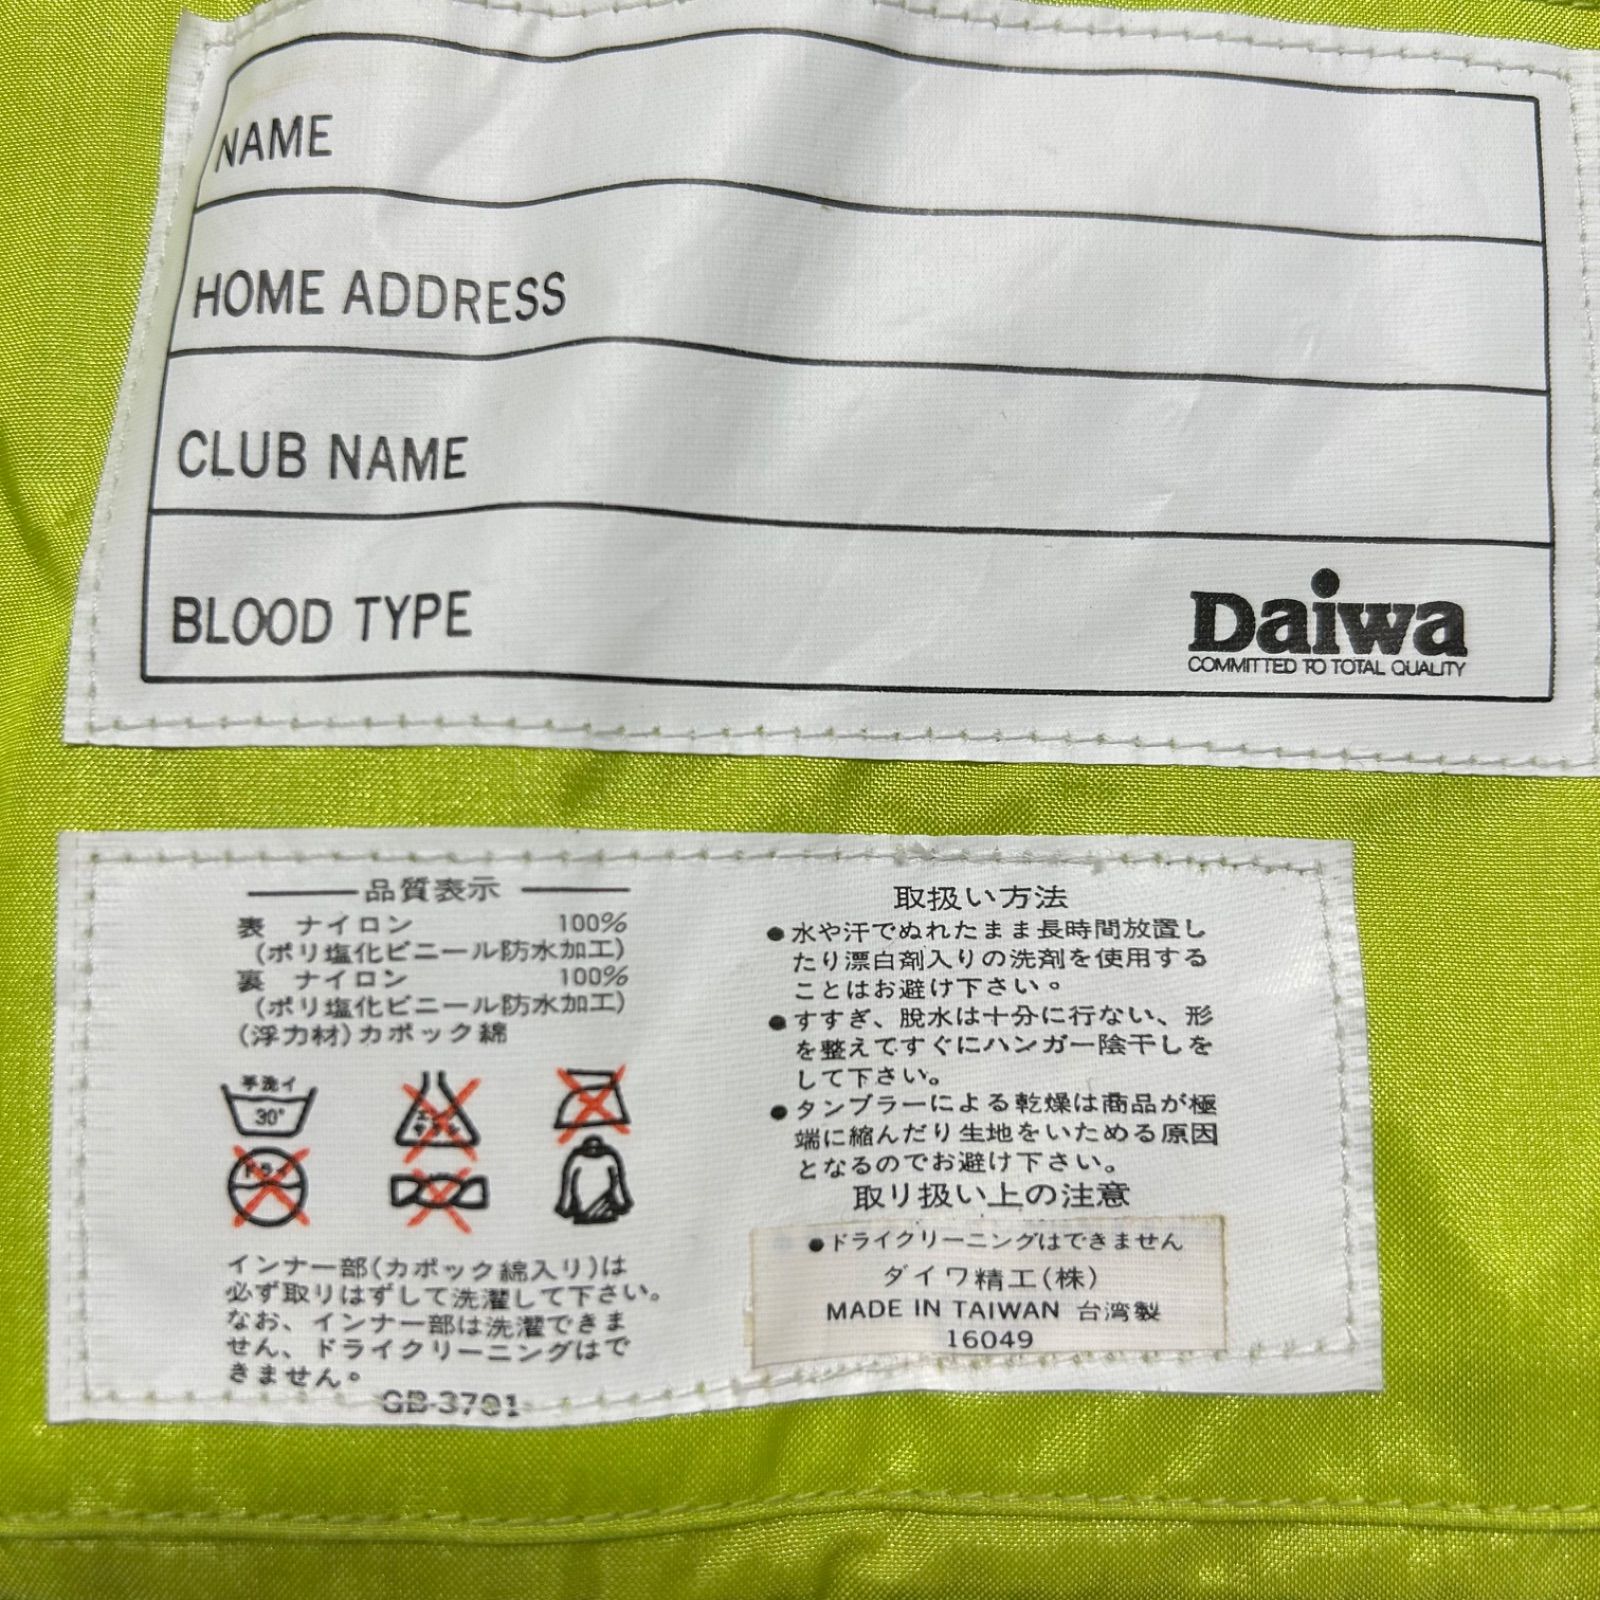 NAME
HOME ADDRESS
CLUB NAME
BLOOD TYPE
Daiwa
COMMITTED TO TOTAL QUALITY
品質表示
表 ナイロン 100%
(ポリ塩化ビニール防水加工)
裏 ナイロン 100%
(ポリ塩化ビニール防水加工)
(浮力材)カポック綿
手洗イ
30°
エンソ
サラシ
ドライ
インナー部(カポック綿入リ)は
必ず取りはずして洗濯して下さい。
なお、インナー部は洗濯できま
せん、ドライクリーニングはで
きません。
GB-3701
取扱い方法
●水や汗でぬれたまま長時間放置し
たり漂白剤入りの洗剤を使用する
ことはお避け下さい。
●すすぎ、脱水は十分に行ない、形
を整えてすぐにハンガー陰干しを
して下さい。
●タンブラーによる乾燥は商品が極
端に縮んだり生地をいためる原因
となるのでお避け下さい。
取り扱い上の注意
●ドライクリーニングはできません
ダイワ精工(株)
MADE IN TAIWAN 台湾製
16049